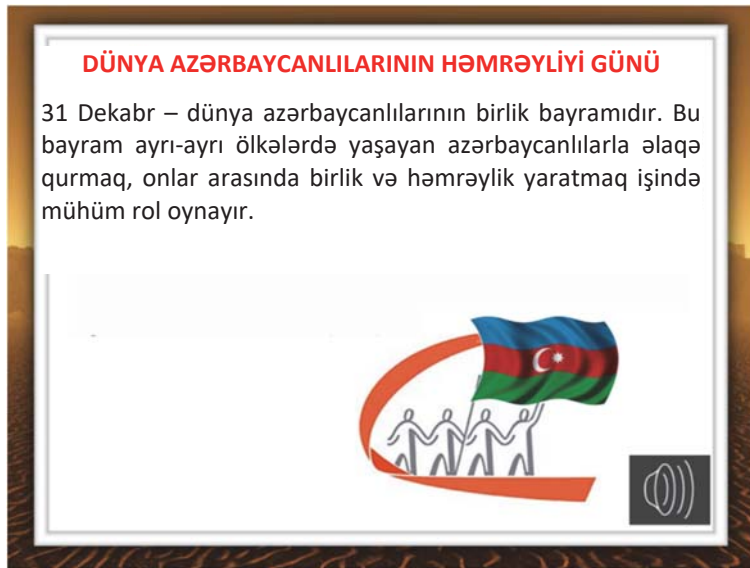 DÜNYA AZƏRBAYCANLILARININ HƏMRƏYLİYİ GÜNÜ
31 Dekabr – dünya azərbaycanlılarının birlik bayramıdır. Bu
bayram ayrı-ayrı ölkələrdə yaşayan azərbaycanlılarla əlaqə
qurmaq, onlar arasında birlik və həmrəylik yaratmaq işində
mühüm rol oynayır.